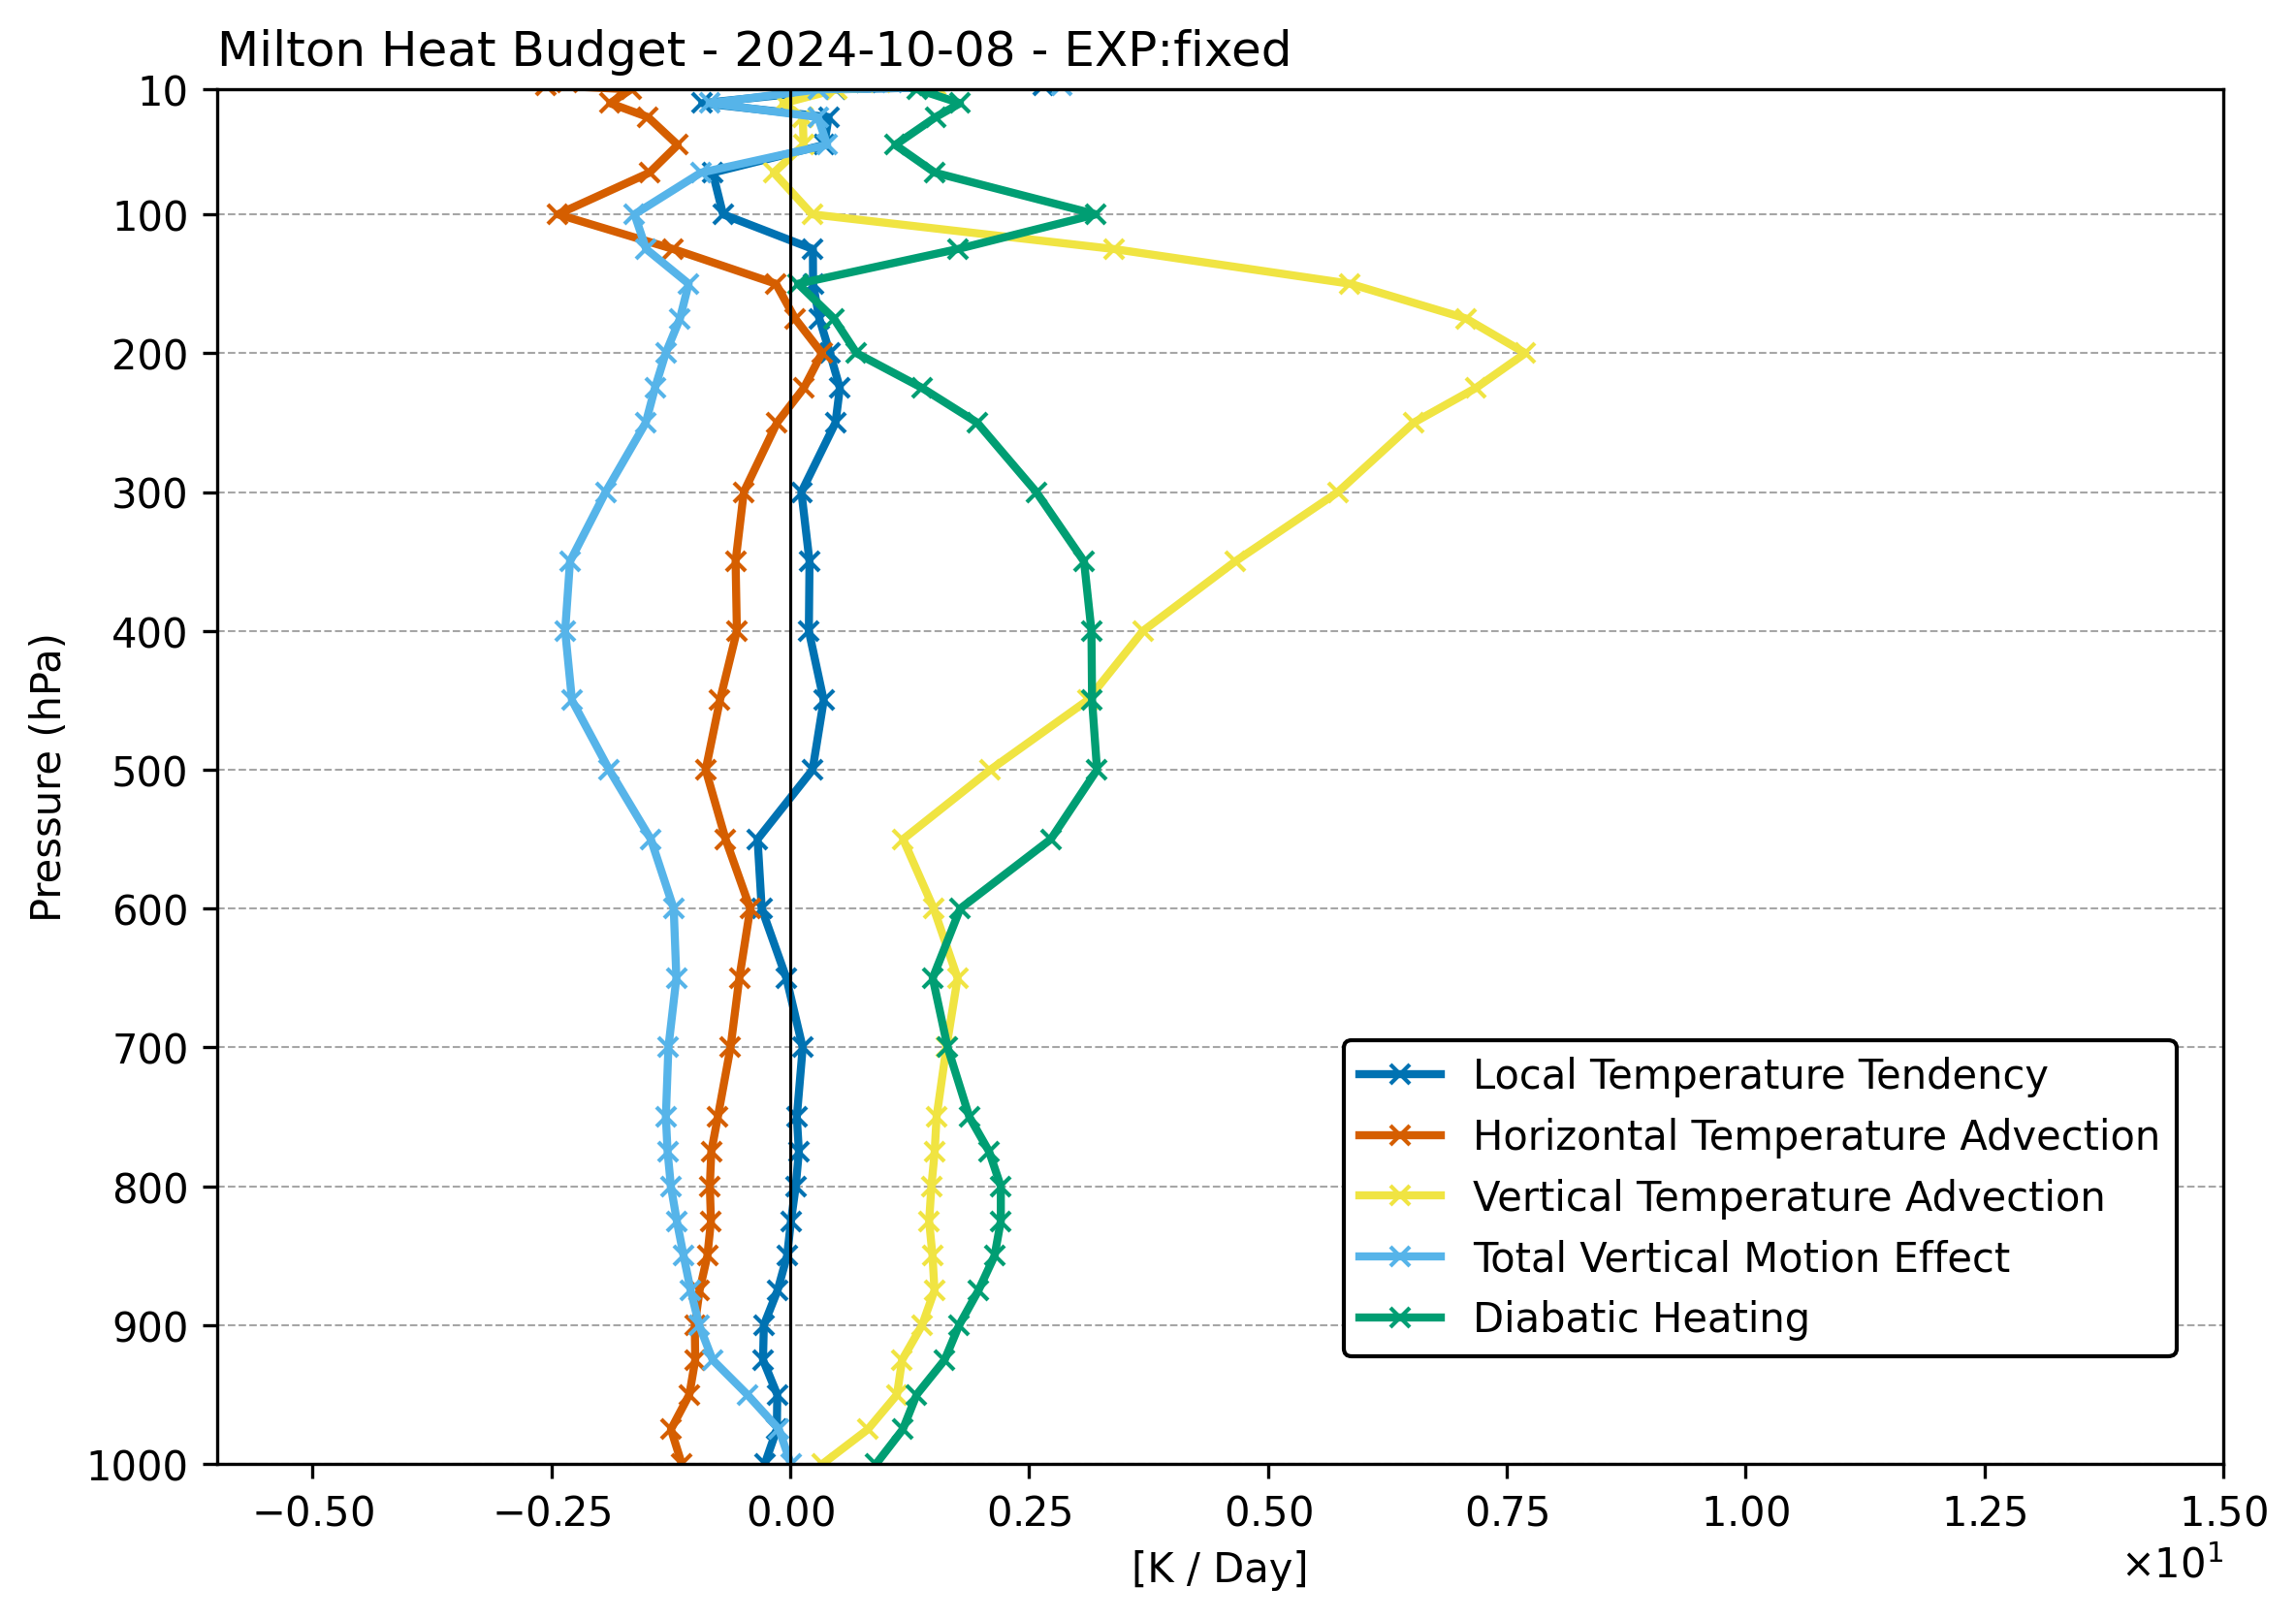 Milton Heat Budget - 2024-10-08 - EXP:fixed
10
100
200
300
400
500
600
700
800
900
1000
Pressure (hPa)
Local Temperature Tendency
Horizontal Temperature Advection
Vertical Temperature Advection
Total Vertical Motion Effect
Diabatic Heating
−0.50 −0.25 0.00 0.25 0.50 0.75 1.00 1.25 1.50
[K / Day]
×10¹